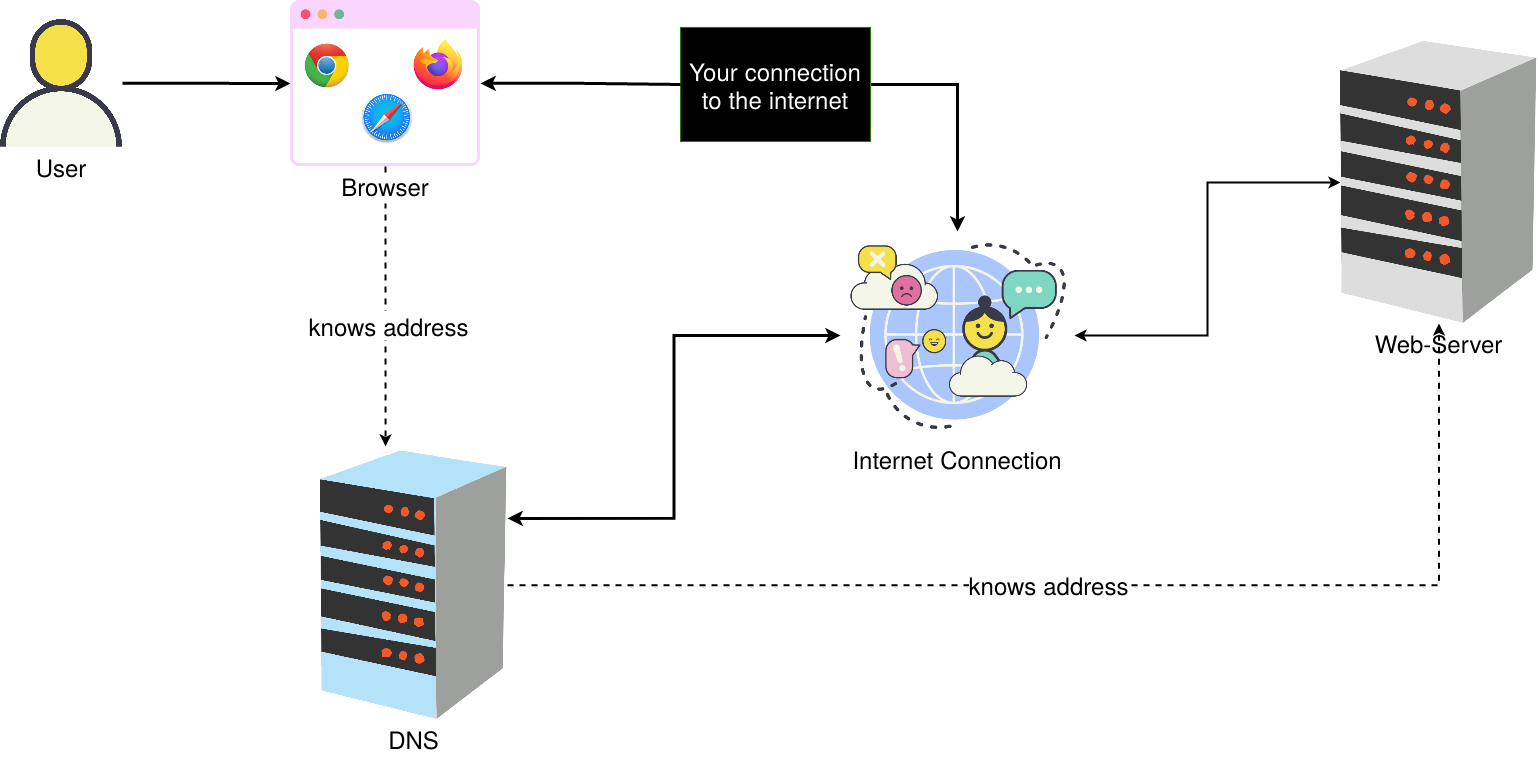 Your connection
to the internet
User
Browser
knows address
Web-Server
Internet Connection
knows address
DNS